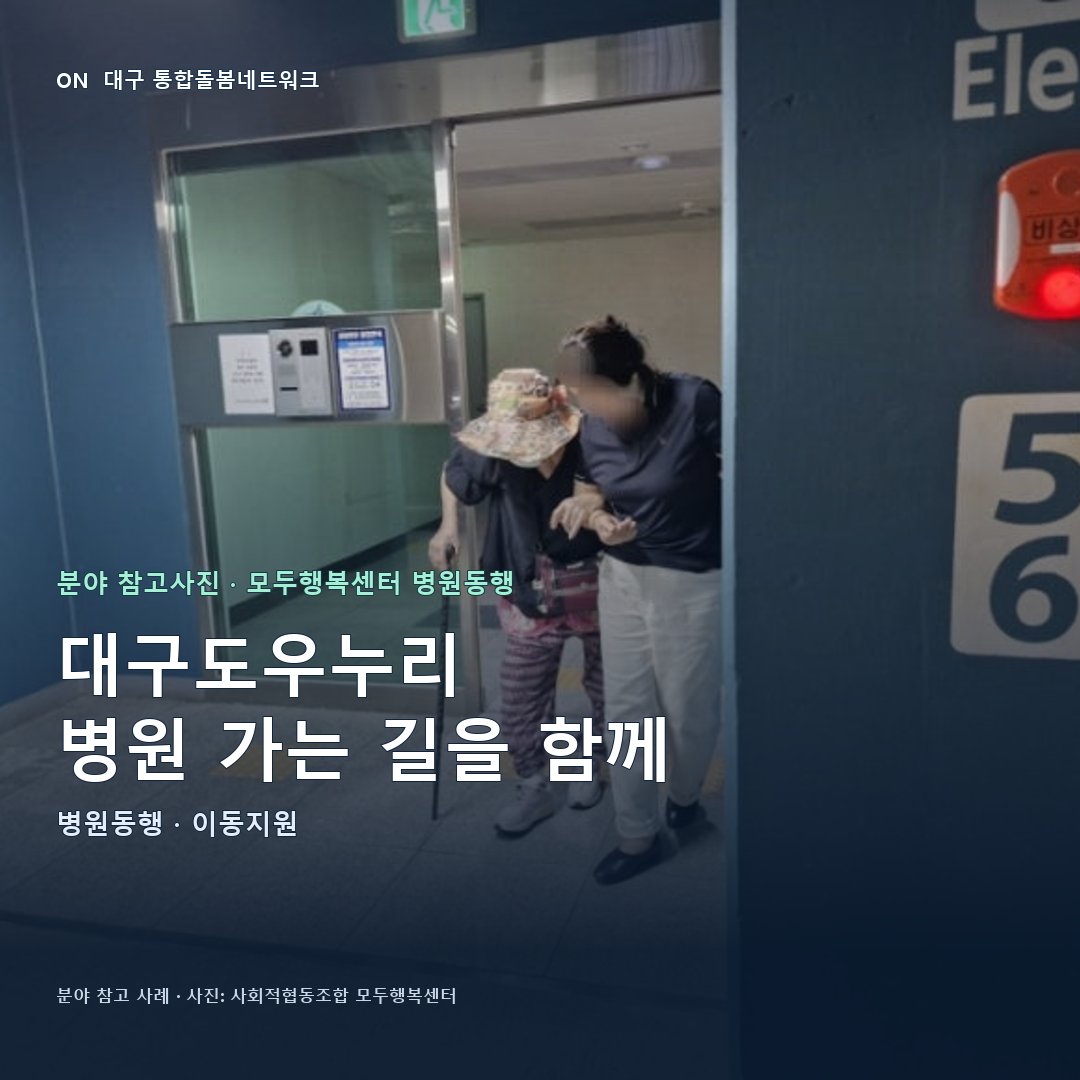 ON 대구 통합돌봄네트워크
Ele
비상
5
6
분야 참고사진 · 모두행복센터 병원동행
대구도우누리
병원 가는 길을 함께
병원동행 · 이동지원
분야 참고 사례 · 사진: 사회적협동조합 모두행복센터